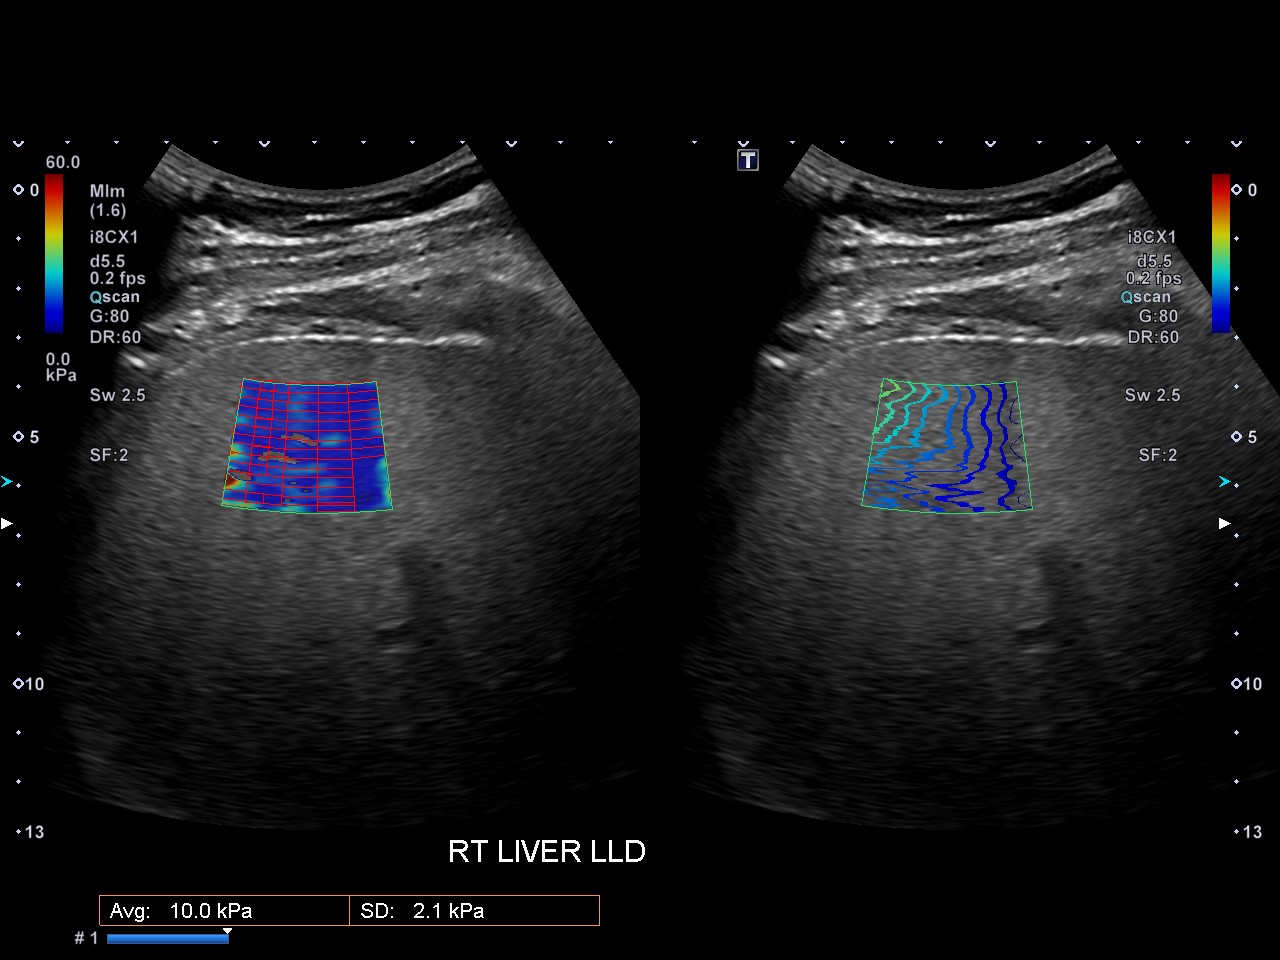 T
60.0
0
MIm
(1.6)
i8CX1
d5.5
0.2 fps
Qscan
G:80
DR:60
0.0
kPa
Sw 2.5
5
SF:2
10
13
0
i8CX1
d5.5
0.2 fps
Qscan
G:80
DR:60
Sw 2.5
5
SF:2
10
13
RT LIVER LLD
Avg: 10.0 kPa SD: 2.1 kPa
# 1